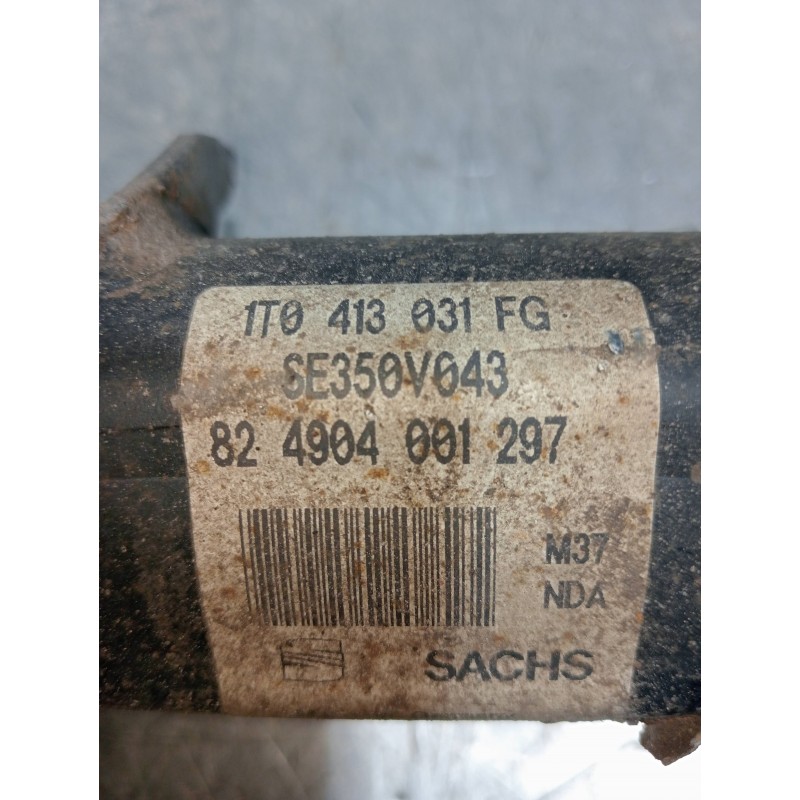 1T0 413 031 FG
SE350V043
82 4904 001 297
M37
NDA
SACHS